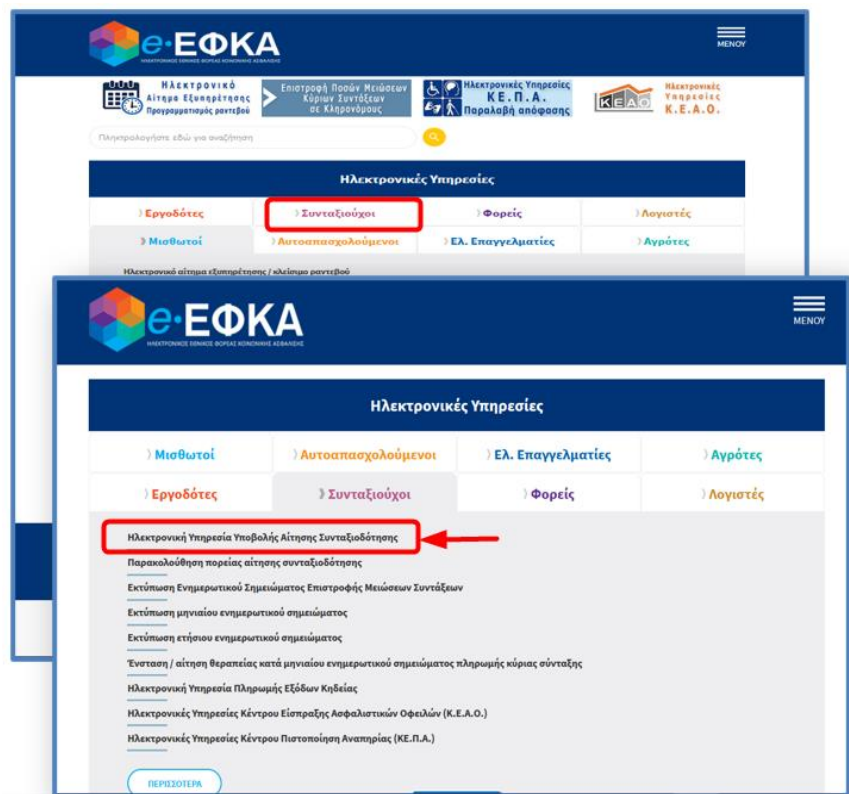 e·ΕΦΚΑ
ΗΛΕΚΤΡΟΝΙΚΟΣ ΕΘΝΙΚΟΣ ΦΟΡΕΑΣ ΚΟΙΝΩΝΙΚΗΣ ΑΣΦΑΛΙΣΗΣ
ΜΕΝΟΥ
Ηλεκτρονικό
Αίτημα Εξυπηρέτησης
Προγραμματισμός ραντεβού
Επιστροφή Ποσών Μειώσεων
Κύριων Συντάξεων
σε Κληρονόμους
Ηλεκτρονικές Υπηρεσίες
ΚΕ.Π.Α.
Παραλαβή απόφασης
ΚΕΑΟ
Ηλεκτρονικές
Υπηρεσίες
Κ.Ε.Α.Ο.
Πληκτρολογήστε εδώ για αναζήτηση
Ηλεκτρονικές Υπηρεσίες
Εργοδότες Συνταξιούχοι Φορείς Λογιστές
Μισθωτοί Αυτοαπασχολούμενοι Ελ. Επαγγελματίες Αγρότες
Ηλεκτρονικό αίτημα εξυπηρέτησης / κλείσιμο ραντεβού
e·ΕΦΚΑ
ΗΛΕΚΤΡΟΝΙΚΟΣ ΕΘΝΙΚΟΣ ΦΟΡΕΑΣ ΚΟΙΝΩΝΙΚΗΣ ΑΣΦΑΛΙΣΗΣ
ΜΕΝΟΥ
Ηλεκτρονικές Υπηρεσίες
Μισθωτοί Αυτοαπασχολούμενοι Ελ. Επαγγελματίες Αγρότες
Εργοδότες Συνταξιούχοι Φορείς Λογιστές
Ηλεκτρονική Υπηρεσία Υποβολής Αίτησης Συνταξιοδότησης
Παρακολούθηση πορείας αίτησης συνταξιοδότησης
Εκτύπωση Ενημερωτικού Σημειώματος Επιστροφής Μειώσεων Συντάξεων
Εκτύπωση μηνιαίου ενημερωτικού σημειώματος
Εκτύπωση ετήσιου ενημερωτικού σημειώματος
Ένσταση / αίτηση θεραπείας κατά μηνιαίου ενημερωτικού σημειώματος πληρωμής κύριας σύνταξης
Ηλεκτρονική Υπηρεσία Πληρωμής Εξόδων Κηδείας
Ηλεκτρονικές Υπηρεσίες Κέντρου Είσπραξης Ασφαλιστικών Οφειλών (Κ.Ε.Α.Ο.)
Ηλεκτρονικές Υπηρεσίες Κέντρου Πιστοποίηση Αναπηρίας (ΚΕ.Π.Α.)
ΠΕΡΙΣΣΟΤΕΡΑ